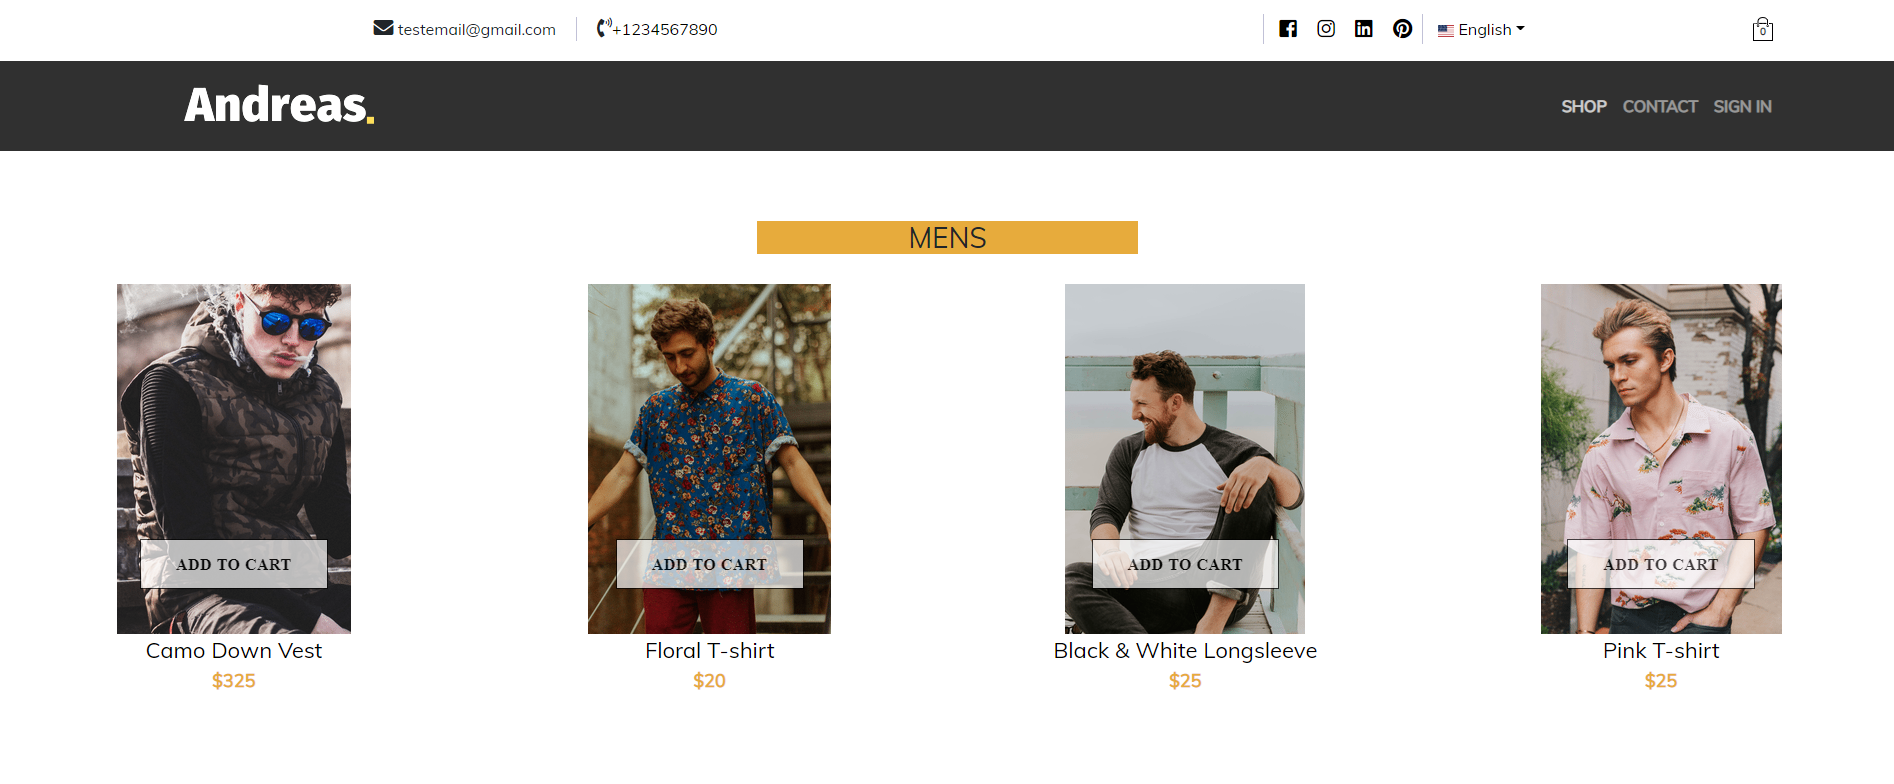 testemail@gmail.com +1234567890 English 0
Andreas. SHOP CONTACT SIGN IN
MENS
ADD TO CART ADD TO CART ADD TO CART ADD TO CART
Camo Down Vest Floral T-shirt Black & White Longsleeve Pink T-shirt
$325 $20 $25 $25